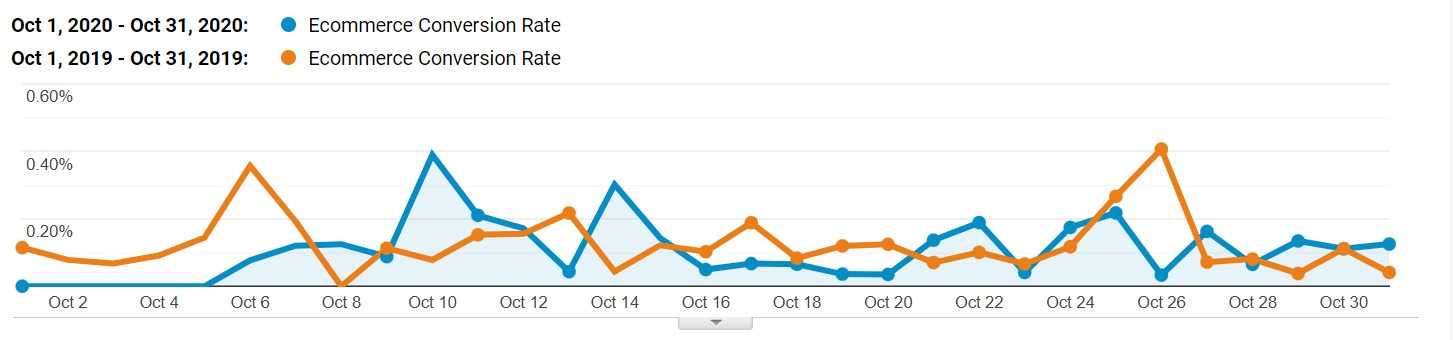 Oct 1, 2020 - Oct 31, 2020: Ecommerce Conversion Rate
Oct 1, 2019 - Oct 31, 2019: Ecommerce Conversion Rate
0.60%
0.40%
0.20%
Oct 2 Oct 4 Oct 6 Oct 8 Oct 10 Oct 12 Oct 14 Oct 16 Oct 18 Oct 20 Oct 22 Oct 24 Oct 26 Oct 28 Oct 30